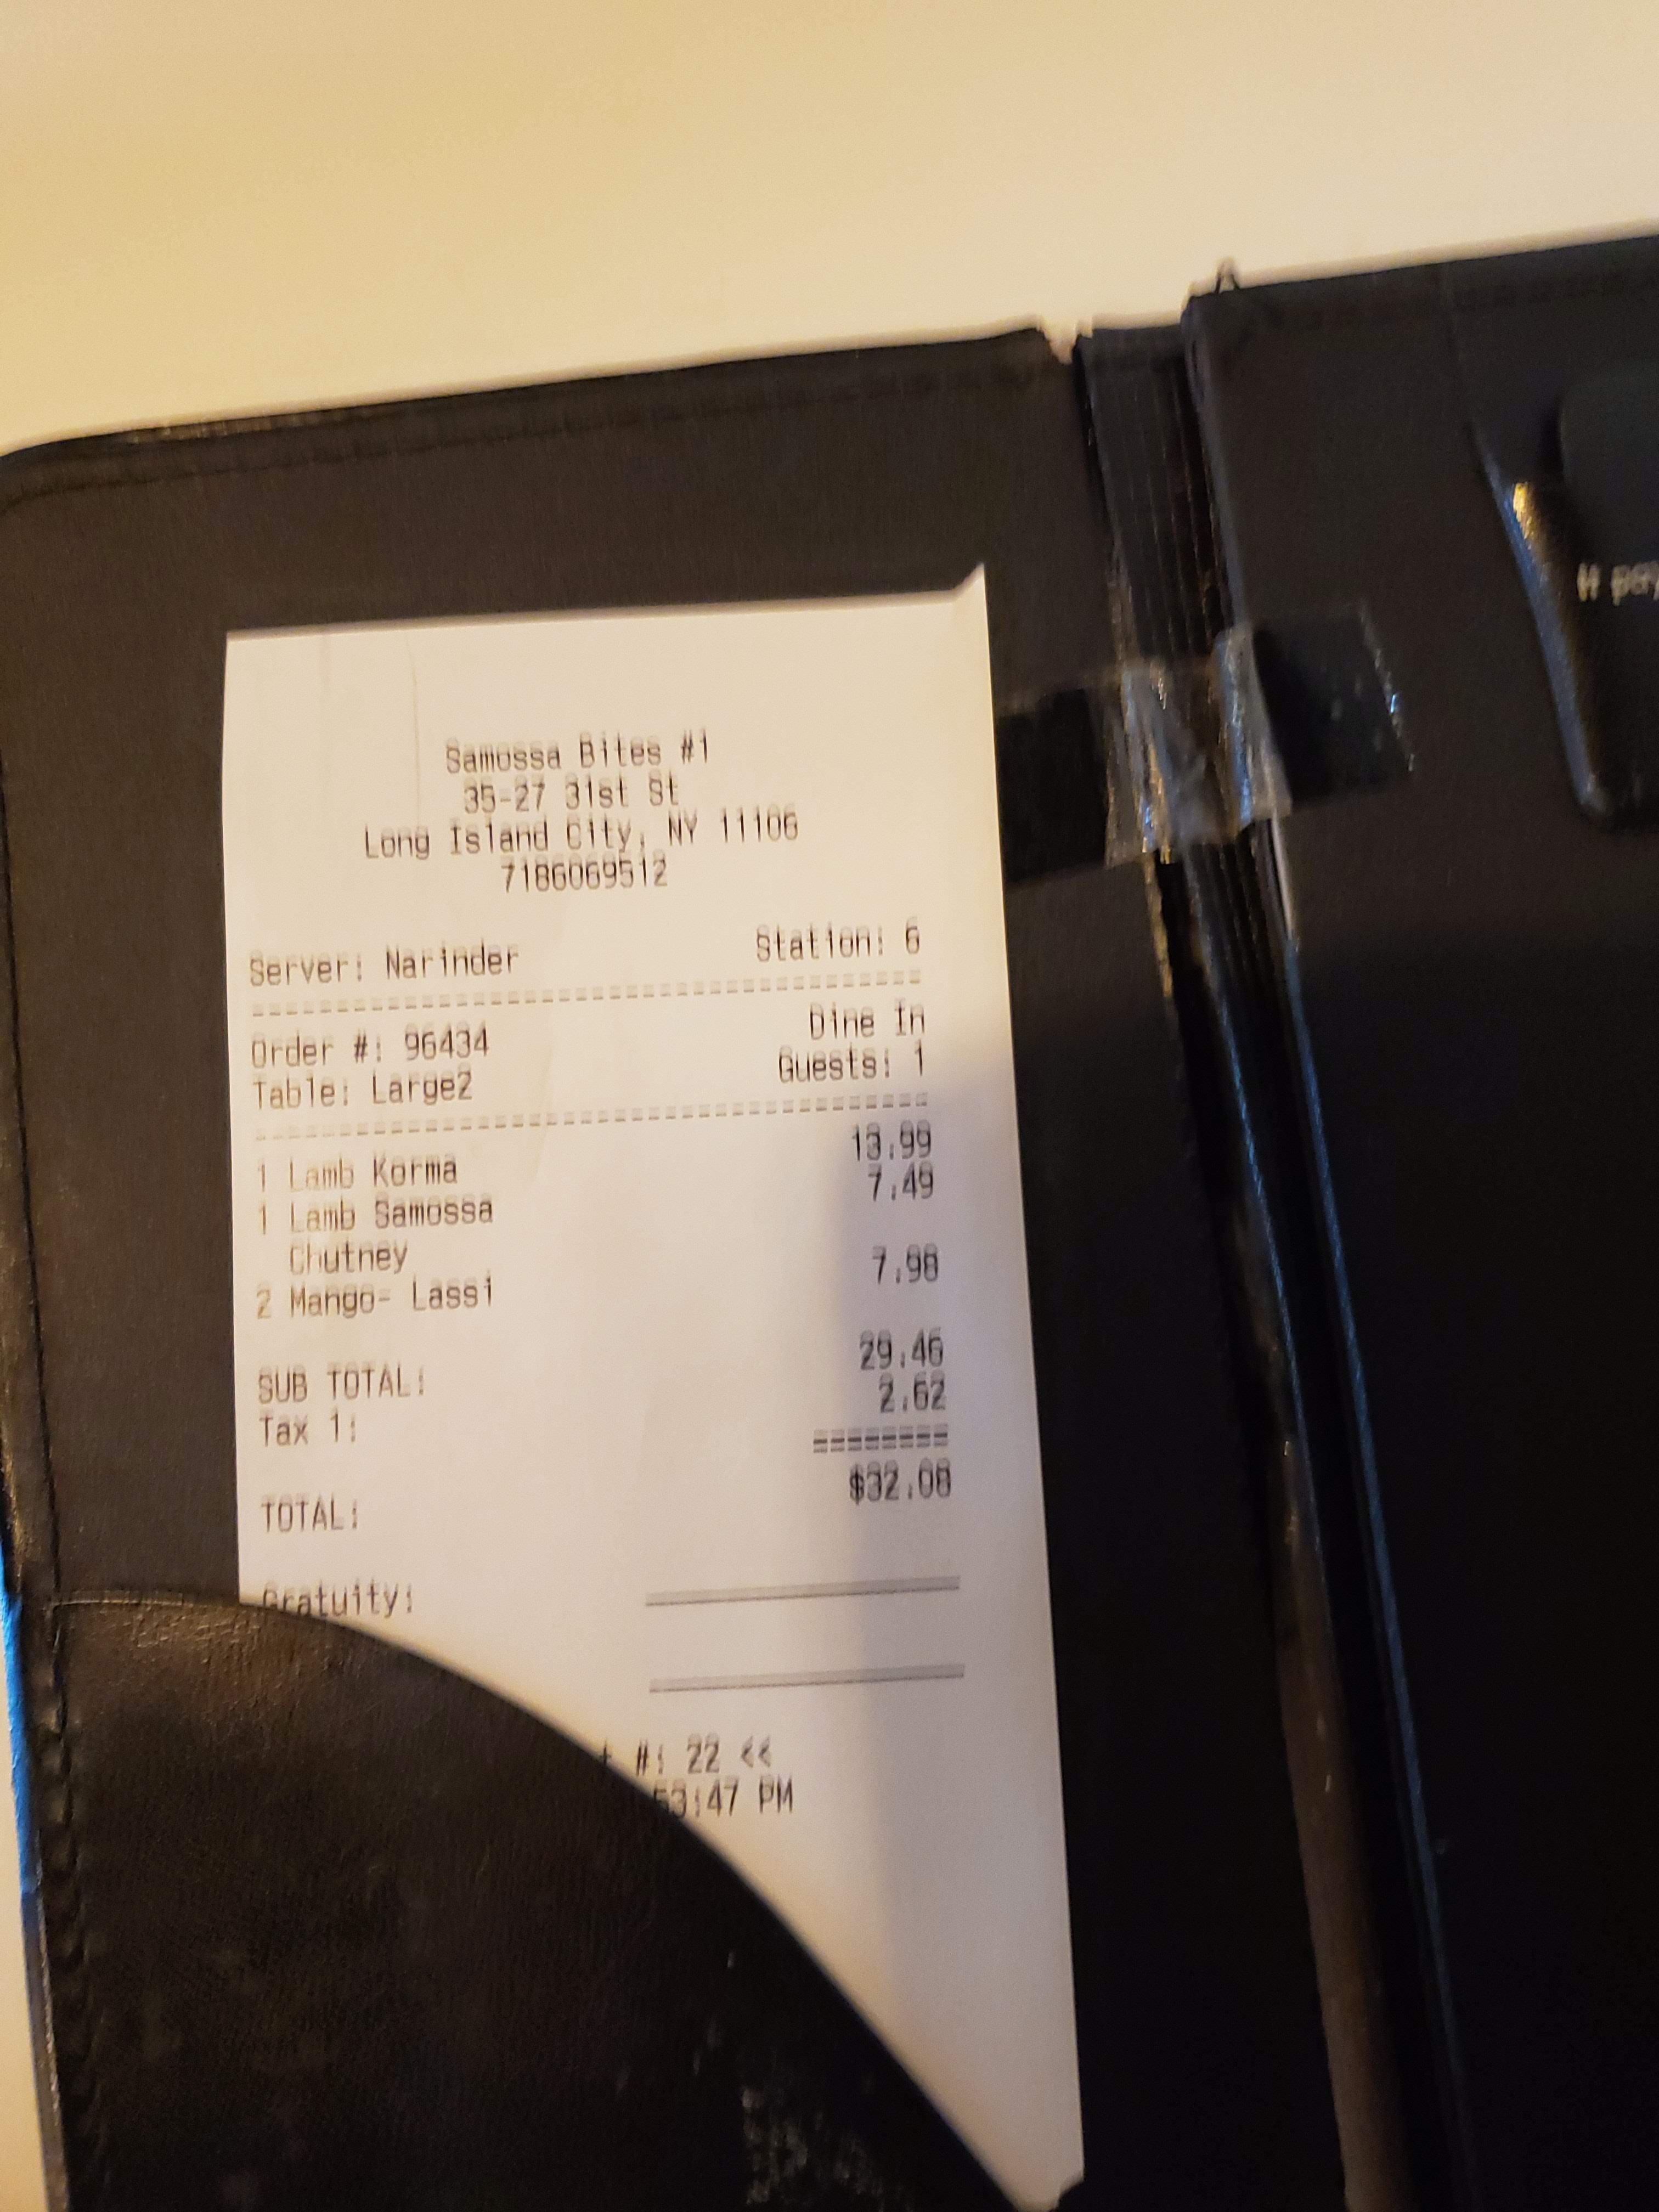 Samossa Bites #1
35-27 31st St
Long Island City, NY 11106
7186069512
Server: Narinder Station: 6
Order #: 96434 Dine In
Table: Large2 Guests: 1
1 Lamb Korma 13.99
1 Lamb Samossa 7.49
Chutney
2 Mango- Lassi 7.98
SUB TOTAL: 29.46
Tax 1: 2.62
========
TOTAL: $32.08
Gratuity:
#: 22 <<
53:47 PM